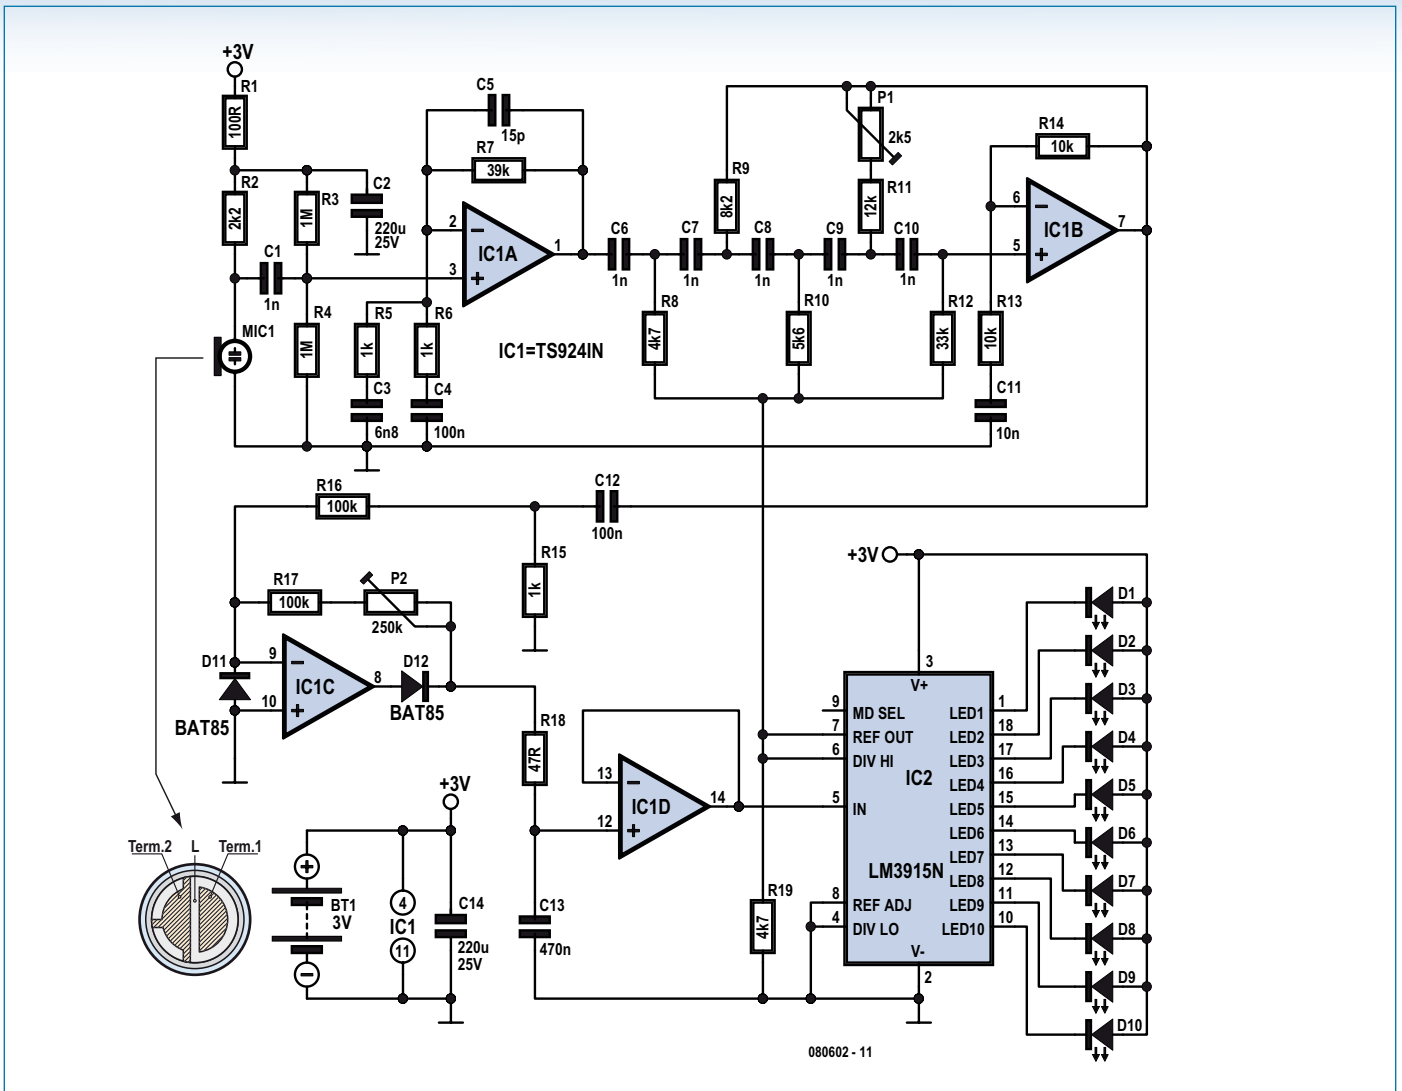 +3V
R1
100R
R2
2k2
R3
1M
C2
220u
25V
C1
1n
R4
1M
MIC1
C5
15p
R7
39k
2
3
1
IC1A
R5
1k
R6
1k
C3
6n8
C4
100n
IC1=TS924IN
C6
1n
C7
1n
C8
1n
C9
1n
C10
1n
R8
4k7
R9
8k2
R10
5k6
P1
2k5
R11
12k
R12
33k
R13
10k
C11
10n
R14
10k
6
5
7
IC1B
R16
100k
C12
100n
R15
1k
R17
100k
P2
250k
D11
BAT85
9
10
8
IC1C
D12
BAT85
R18
47R
13
12
14
IC1D
C13
470n
R19
4k7
+3V
BT1
3V
4
IC1
11
C14
220u
25V
Term.2
L
Term.1
+3V
3
V+
9
MD SEL
7
REF OUT
6
DIV HI
5
IN
8
REF ADJ
4
DIV LO
IC2
LM3915N
V-
2
LED1
1
LED2
18
LED3
17
LED4
16
LED5
15
LED6
14
LED7
13
LED8
12
LED9
11
LED10
10
D1
D2
D3
D4
D5
D6
D7
D8
D9
D10
080602 - 11